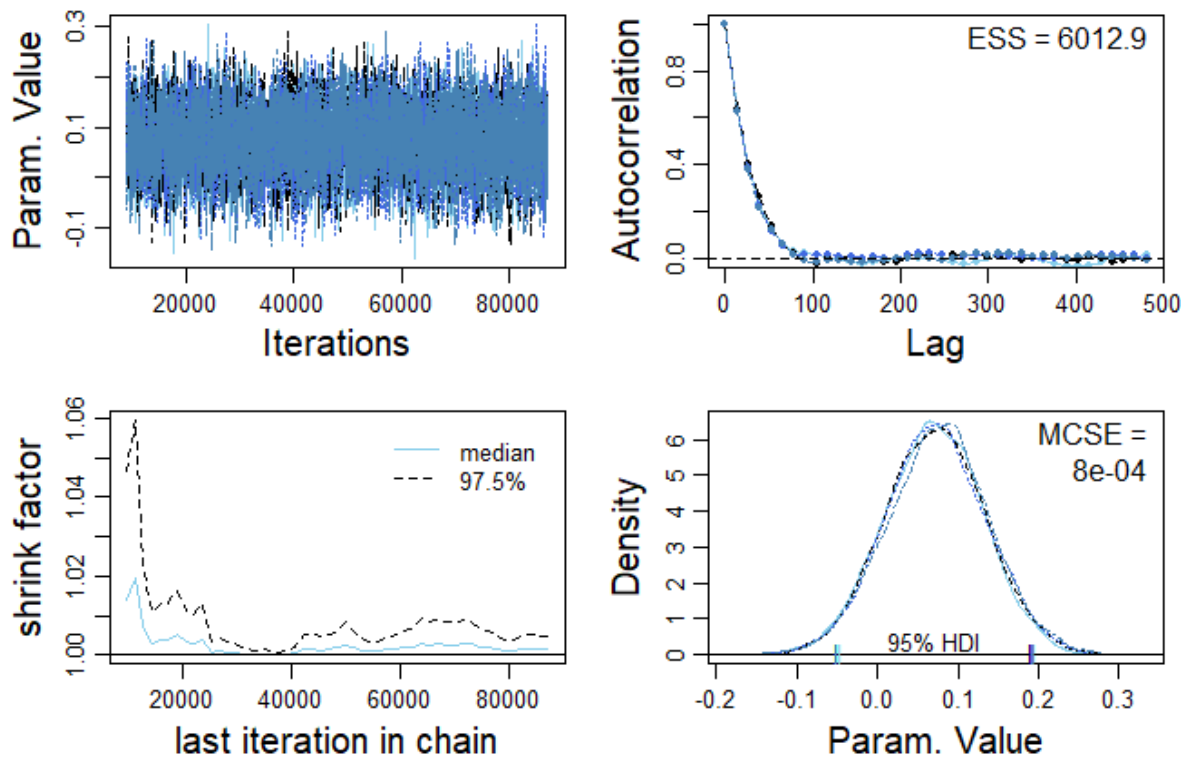 Param. Value
0.3
0.1
-0.1
20000 40000 60000 80000
Iterations
Autocorrelation
0.8
0.4
0.0
ESS = 6012.9
0 100 200 300 400 500
Lag
shrink factor
1.06
1.04
1.02
1.00
median
97.5%
20000 40000 60000 80000
last iteration in chain
Density
6
5
4
3
2
1
0
MCSE =
8e-04
95% HDI
-0.2 -0.1 0.0 0.1 0.2 0.3
Param. Value